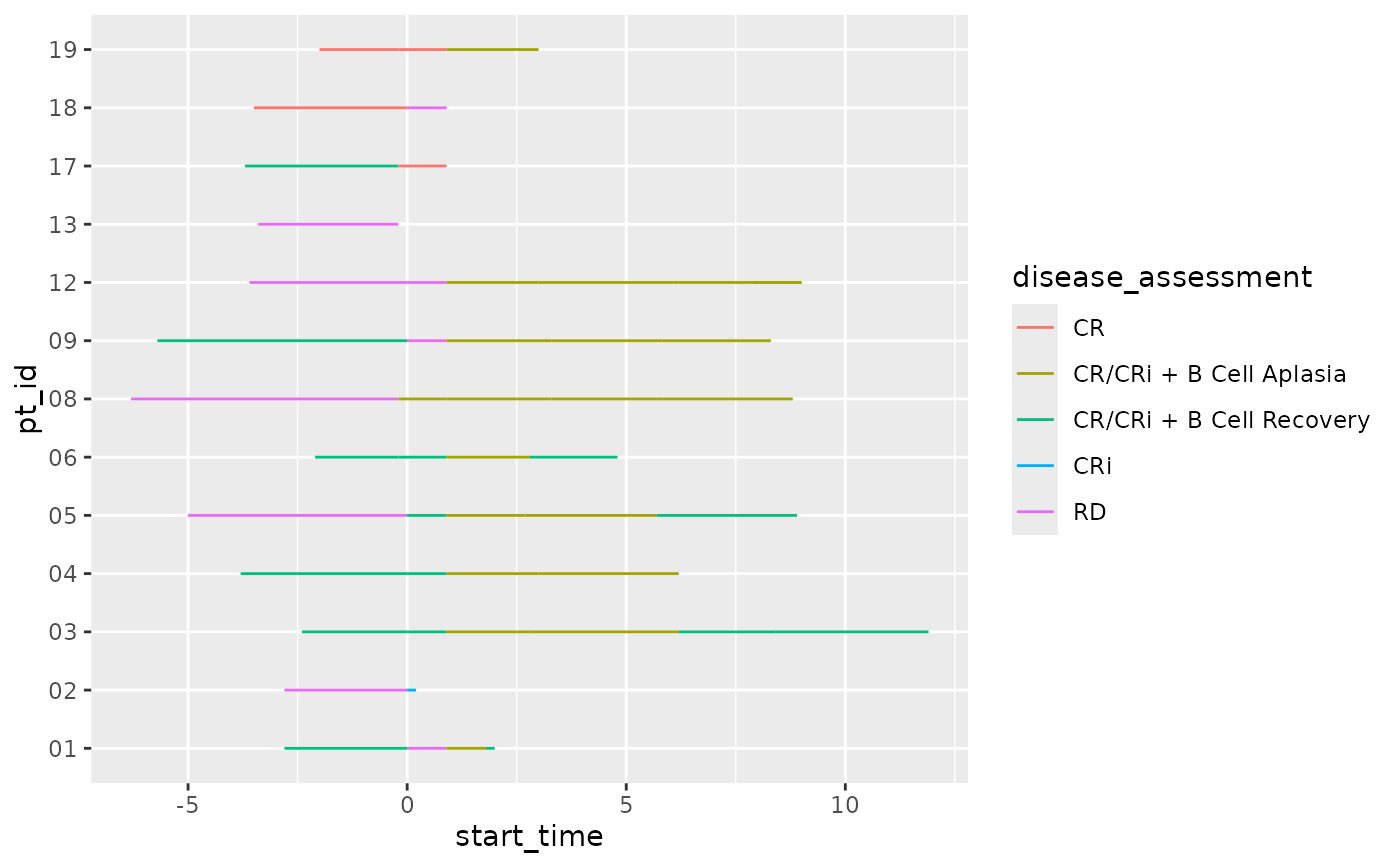 19
18
17
13
12
09
08
06
05
04
03
02
01
pt_id
-5 0 5 10
start_time
disease_assessment
CR
CR/CRi + B Cell Aplasia
CR/CRi + B Cell Recovery
CRi
RD